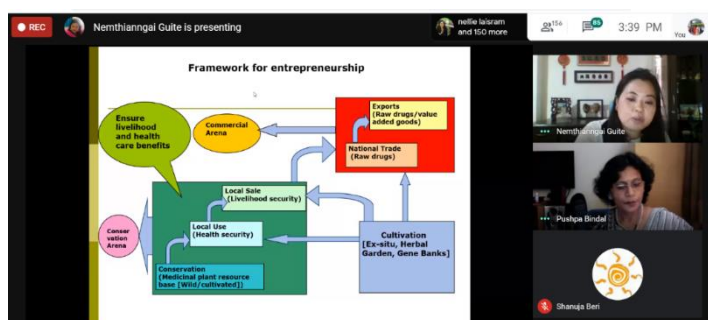 REC
Nemthianngai Guite is presenting
nellie laisram
and 150 more
156
85
3:39 PM
You
Framework for entrepreneurship
Ensure
livelihood
and health
care benefits
Commercial
Arena
Exports
(Raw drugs/value
added goods)
National Trade
(Raw drugs)
Local Sale
(Livelihood security)
Local Use
(Health security)
Conser
vation
Arena
Conservation
(Medicinal plant resource
base [Wild/cultivated])
Cultivation
[Ex-situ, Herbal
Garden, Gene Banks]
Nemthianngai Guite
Pushpa Bindal
Shanuja Beri